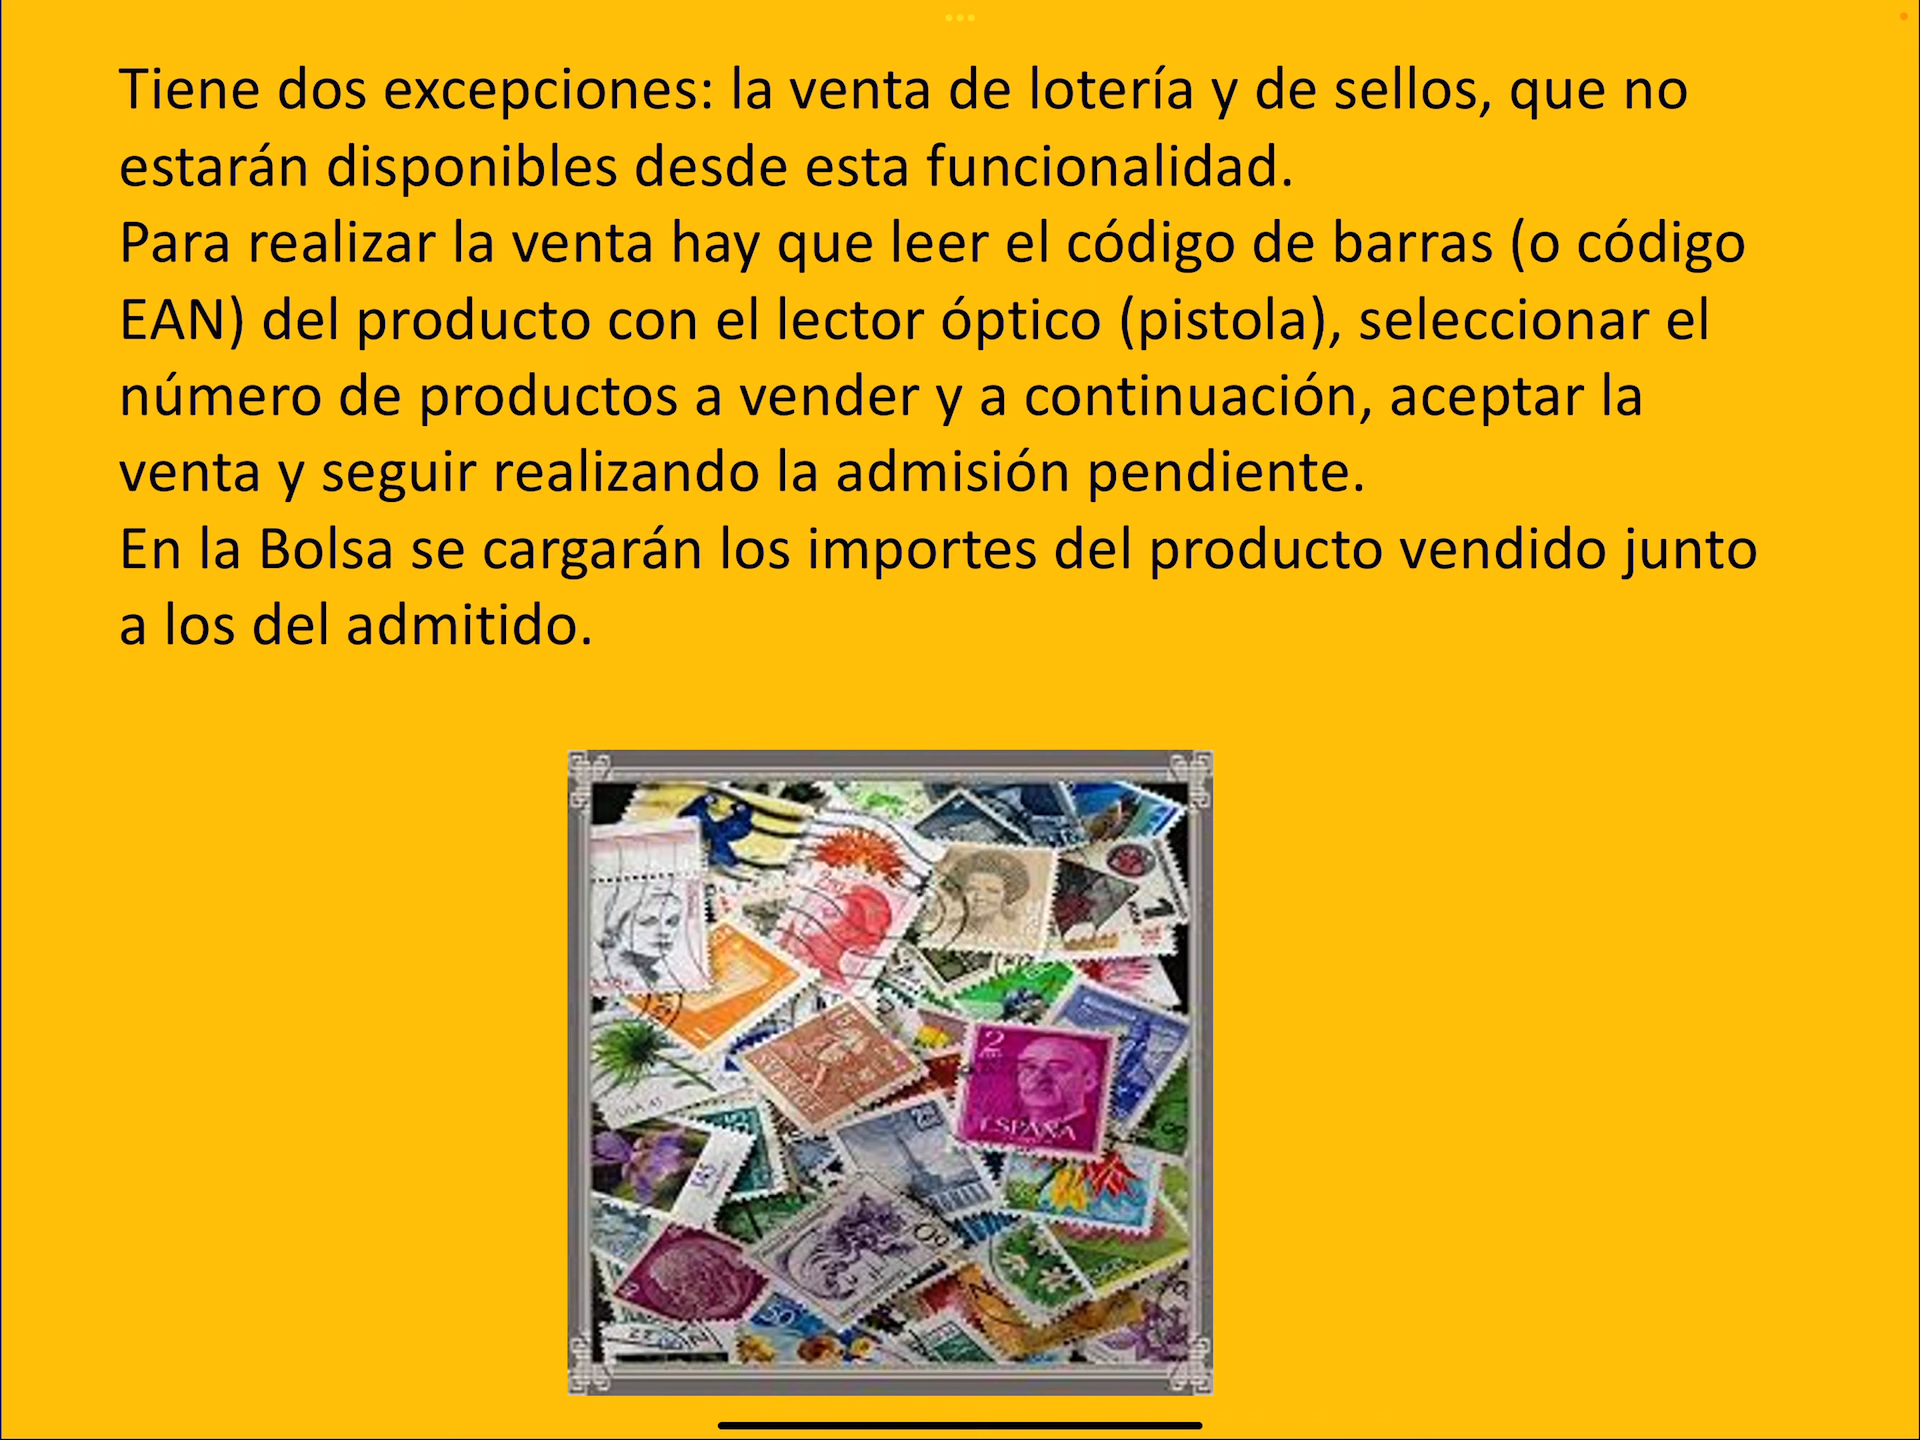 Tiene dos excepciones: la venta de lotería y de sellos, que no
estarán disponibles desde esta funcionalidad.
Para realizar la venta hay que leer el código de barras (o código
EAN) del producto con el lector óptico (pistola), seleccionar el
número de productos a vender y a continuación, aceptar la
venta y seguir realizando la admisión pendiente.
En la Bolsa se cargarán los importes del producto vendido junto
a los del admitido.
2
ESPAÑA